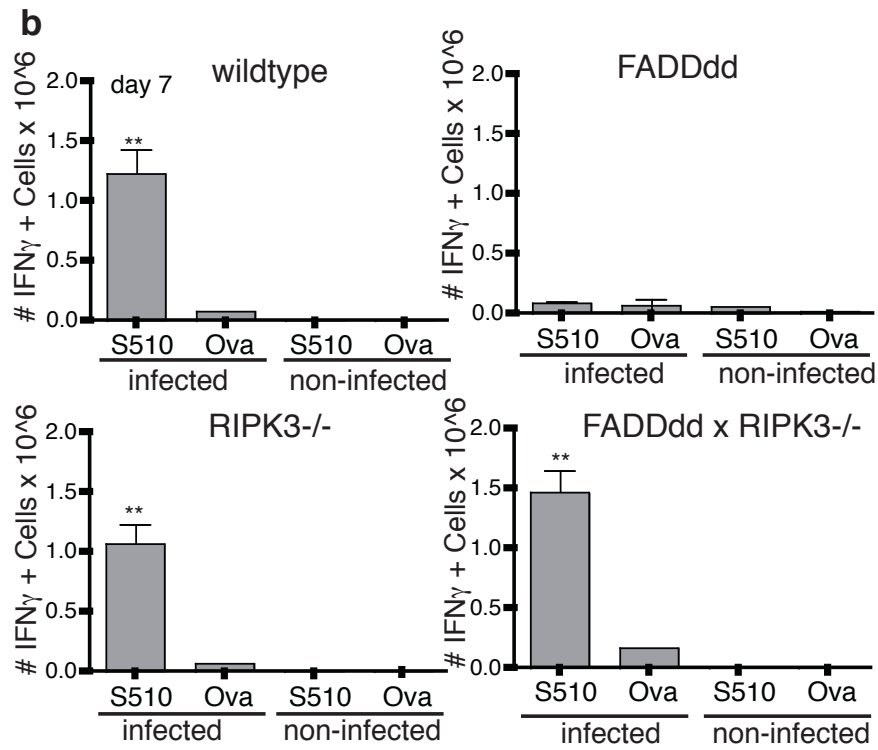 b
# IFNγ + Cells x 10^6
2.0
1.5
1.0
0.5
0.0
day 7
wildtype
**
S510 Ova S510 Ova
infected non-infected
# IFNγ + Cells x 10^6
2.0
1.5
1.0
0.5
0.0
FADDdd
S510 Ova S510 Ova
infected non-infected
# IFNγ + Cells x 10^6
2.0
1.5
1.0
0.5
0.0
RIPK3-/-
**
S510 Ova S510 Ova
infected non-infected
# IFNγ + Cells x 10^6
2.0
1.5
1.0
0.5
0.0
FADDdd x RIPK3-/-
**
S510 Ova S510 Ova
infected non-infected